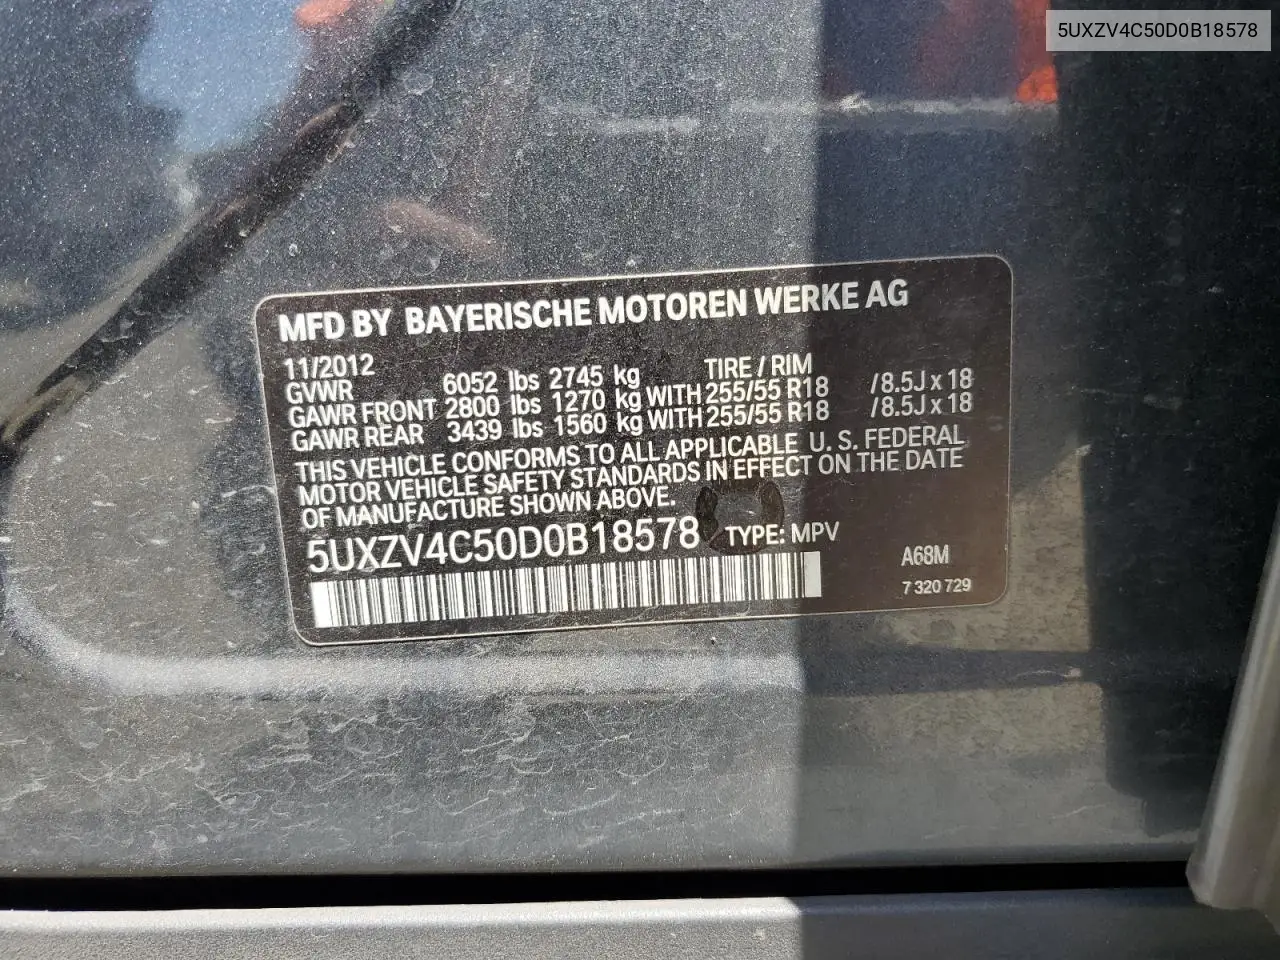 5UXZV4C50D0B18578
MFD BY BAYERISCHE MOTOREN WERKE AG
11/2012 TIRE / RIM
GVWR 6052 lbs 2745 kg
GAWR FRONT 2800 lbs 1270 kg WITH 255/55 R18 /8.5J x 18
GAWR REAR 3439 lbs 1560 kg WITH 255/55 R18 /8.5J x 18
THIS VEHICLE CONFORMS TO ALL APPLICABLE U. S. FEDERAL
MOTOR VEHICLE SAFETY STANDARDS IN EFFECT ON THE DATE
OF MANUFACTURE SHOWN ABOVE.
5UXZV4C50D0B18578 TYPE: MPV
A68M
7 320 729